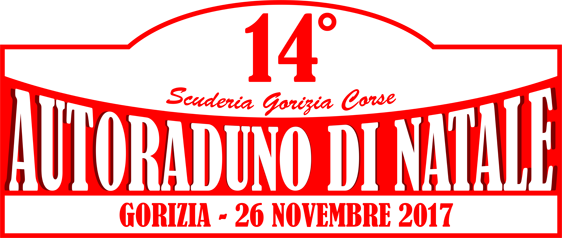 14°
Scuderia Gorizia Corse
AUTORADUNO DI NATALE
GORIZIA - 26 NOVEMBRE 2017